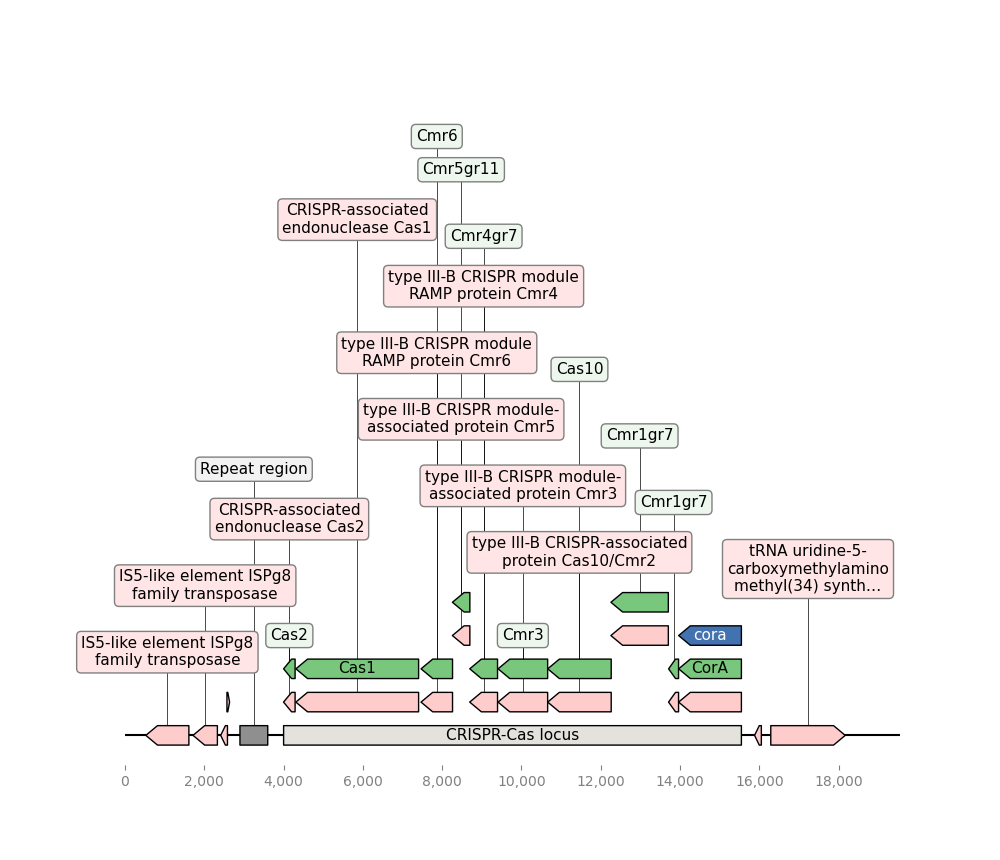 Cmr6
Cmr5gr11
CRISPR-associated
endonuclease Cas1
Cmr4gr7
type III-B CRISPR module
RAMP protein Cmr4
type III-B CRISPR module
RAMP protein Cmr6
Cas10
type III-B CRISPR module-
associated protein Cmr5
Cmr1gr7
Repeat region
type III-B CRISPR module-
associated protein Cmr3
Cmr1gr7
CRISPR-associated
endonuclease Cas2
type III-B CRISPR-associated
protein Cas10/Cmr2
tRNA uridine-5-
carboxymethylamino
methyl(34) synth…
IS5-like element ISPg8
family transposase
IS5-like element ISPg8
family transposase
Cas2
Cmr3
cora
Cas1
CorA
CRISPR-Cas locus
0
2,000
4,000
6,000
8,000
10,000
12,000
14,000
16,000
18,000